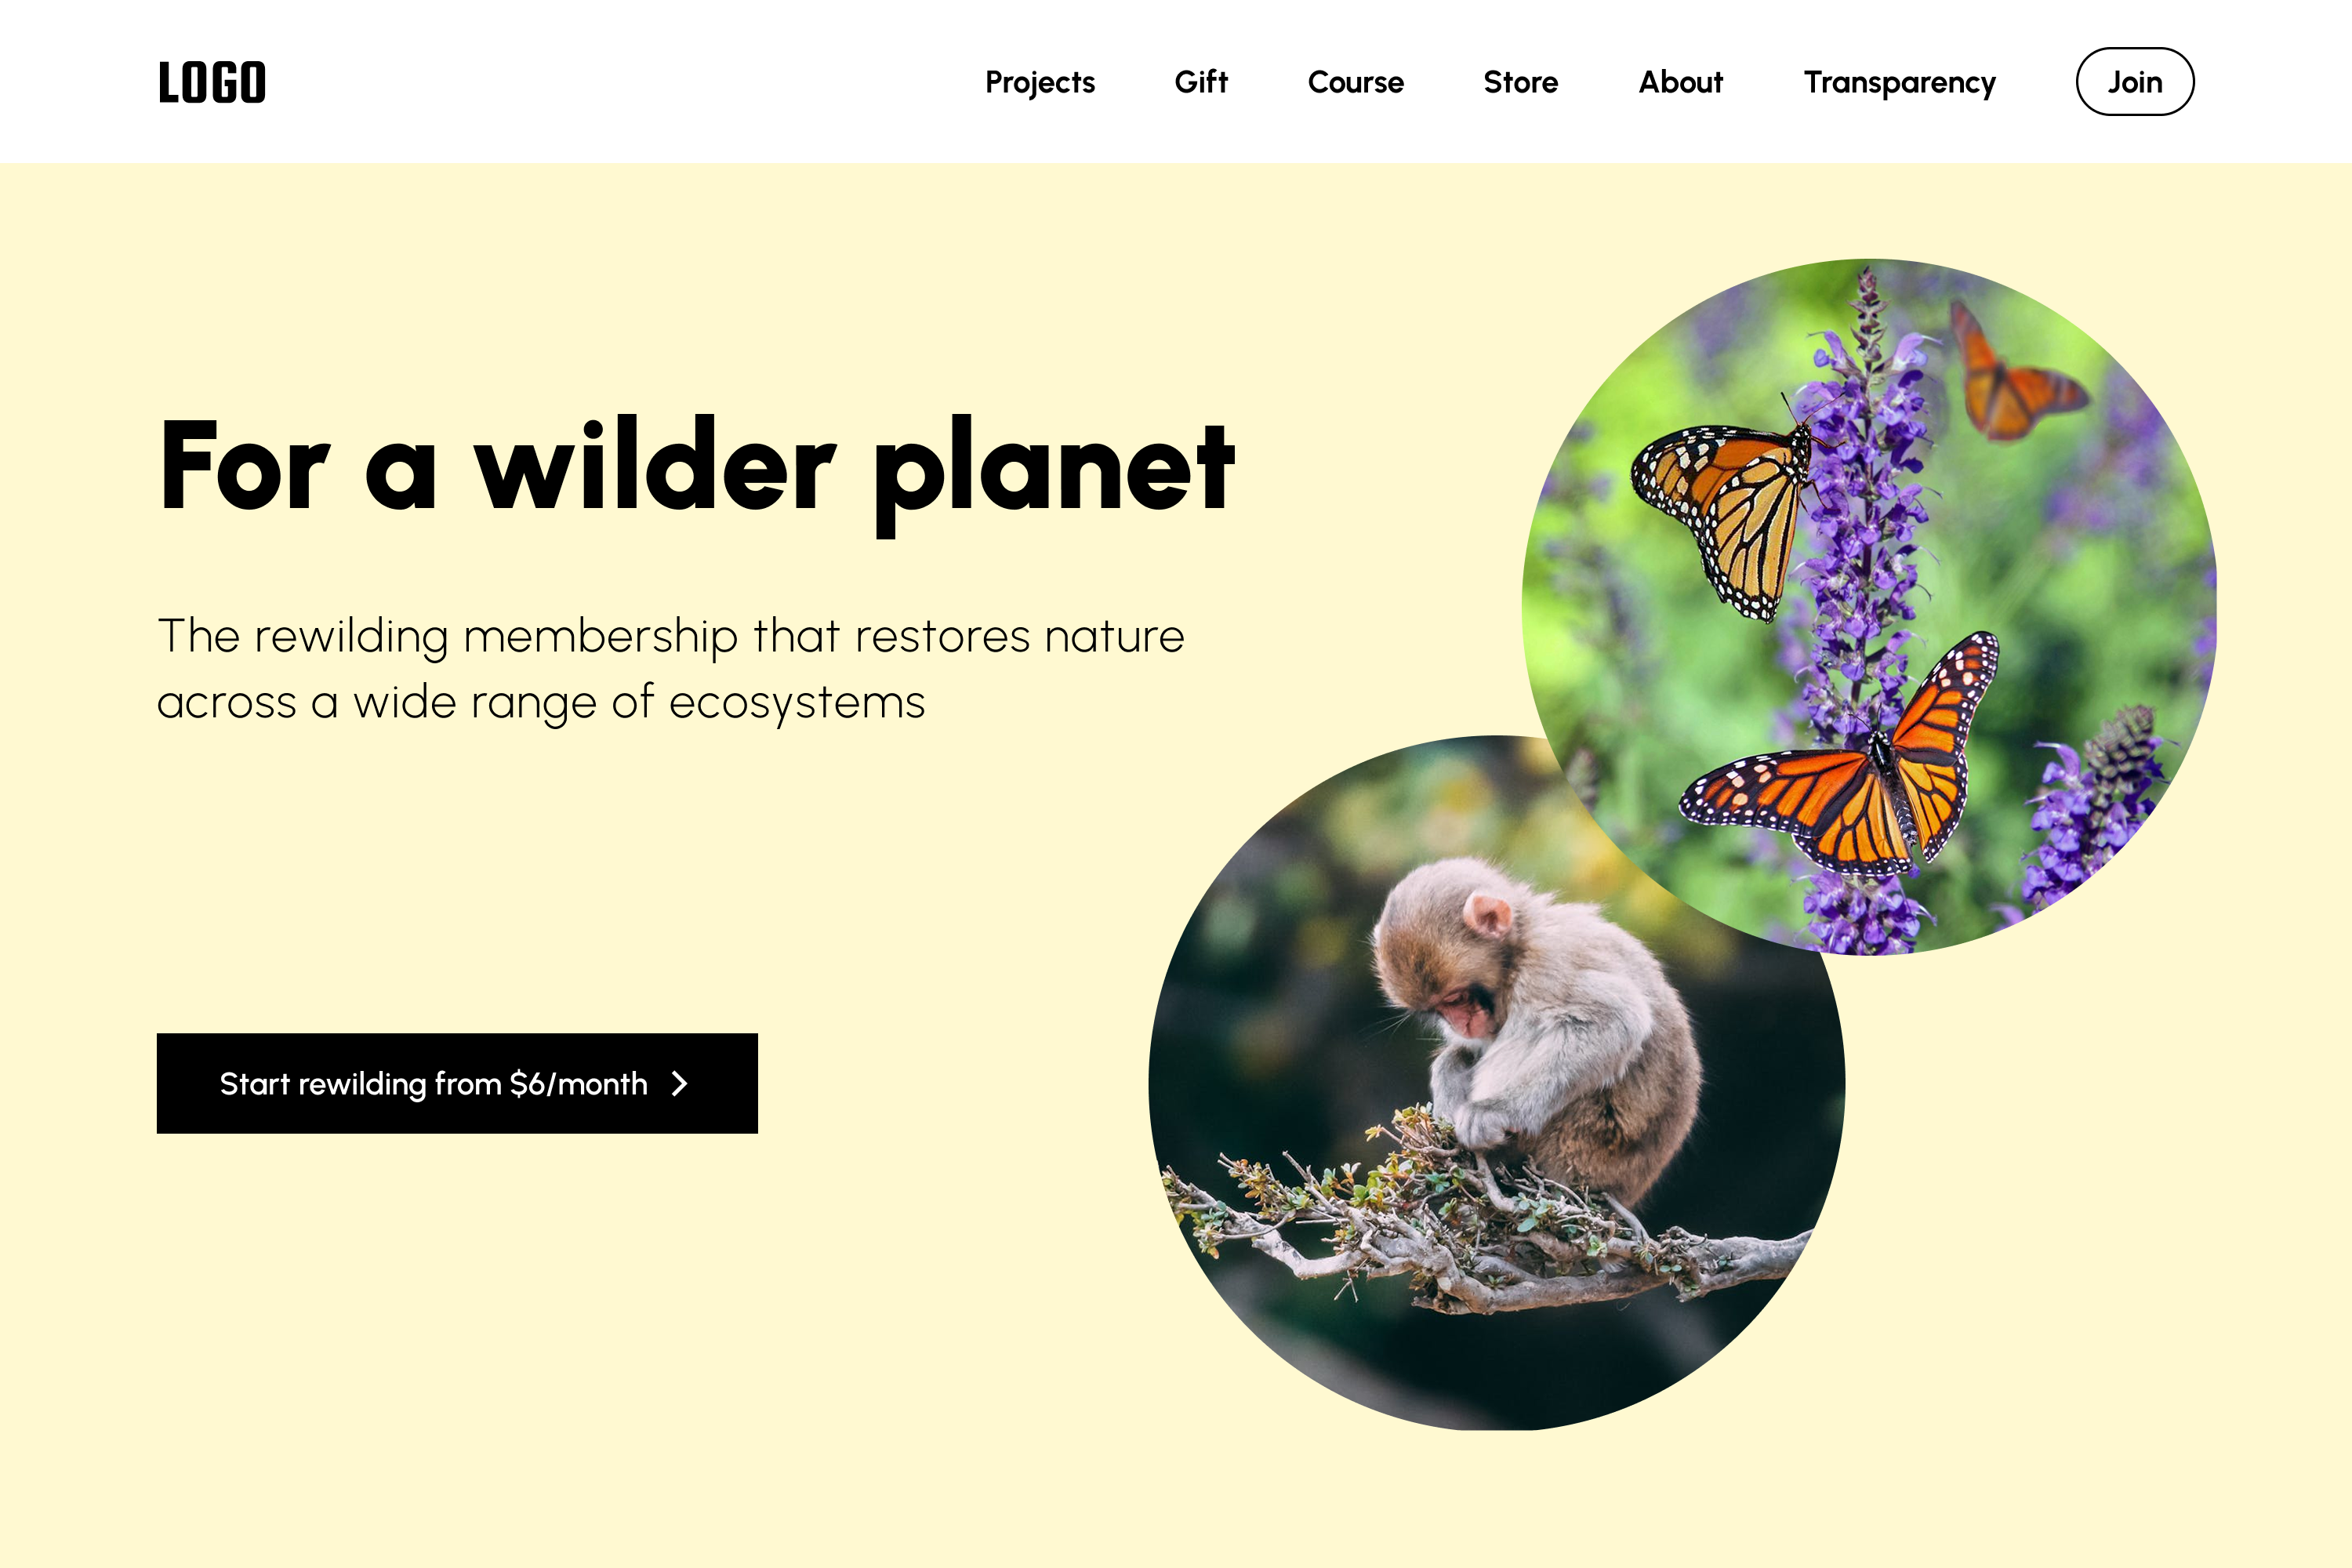 LOGO
Projects Gift Course Store About Transparency Join
For a wilder planet
The rewilding membership that restores nature
across a wide range of ecosystems
Start rewilding from $6/month